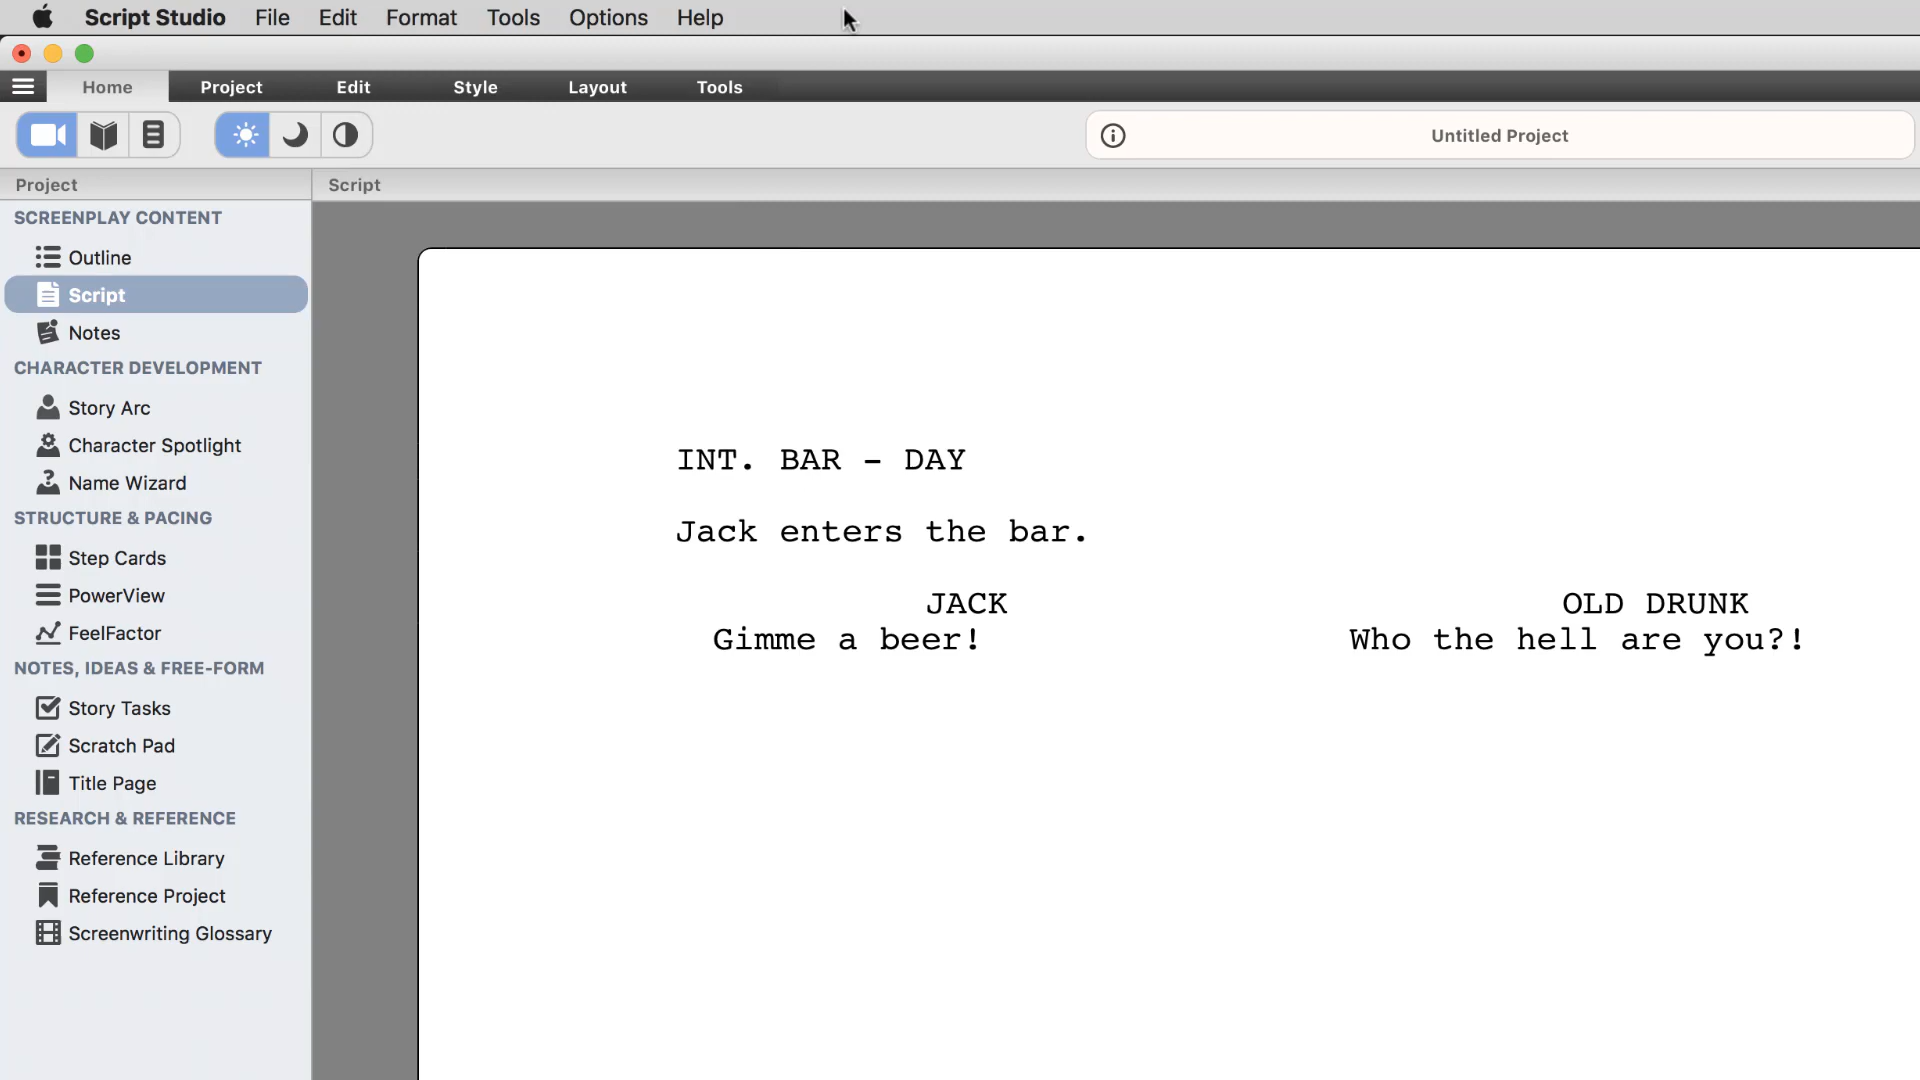 Script Studio File Edit Format Tools Options Help
Home Project Edit Style Layout Tools
Untitled Project
Project
Script
SCREENPLAY CONTENT
Outline
Script
Notes
CHARACTER DEVELOPMENT
Story Arc
Character Spotlight
Name Wizard
STRUCTURE & PACING
Step Cards
PowerView
FeelFactor
NOTES, IDEAS & FREE-FORM
Story Tasks
Scratch Pad
Title Page
RESEARCH & REFERENCE
Reference Library
Reference Project
Screenwriting Glossary
INT. BAR - DAY
Jack enters the bar.
JACK
Gimme a beer!
OLD DRUNK
Who the hell are you?!